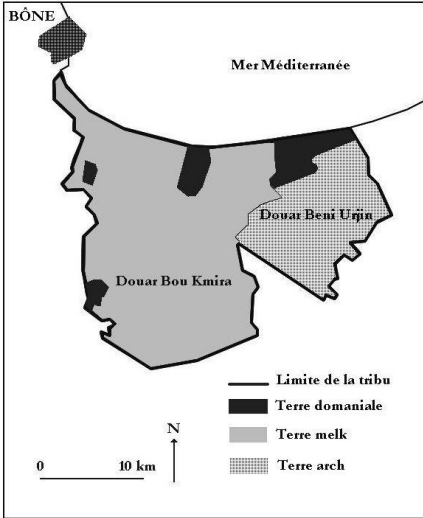 BÔNE
Mer Méditerranée
Douar Beni Urjin
Douar Bou Kmira
Limite de la tribu
Terre domaniale
Terre melk
Terre arch
N
0 10 km